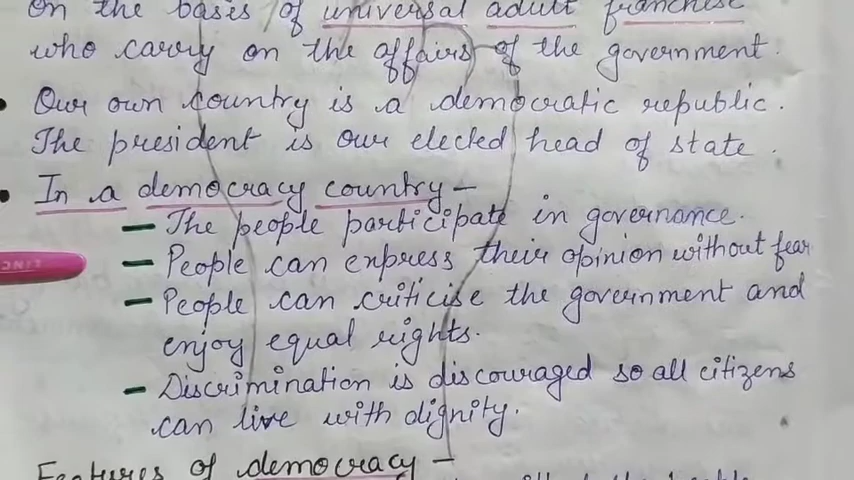 on the bases of universal adult franchise
who carry on the affairs of the government.
• Our own country is a democratic republic.
The president is our elected head of state.
• In a democracy country –
– The people participate in governance.
– People can express their opinion without fear
– People can criticise the government and
enjoy equal rights.
– Discrimination is discouraged so all citizens
can live with dignity.
Features of democracy –